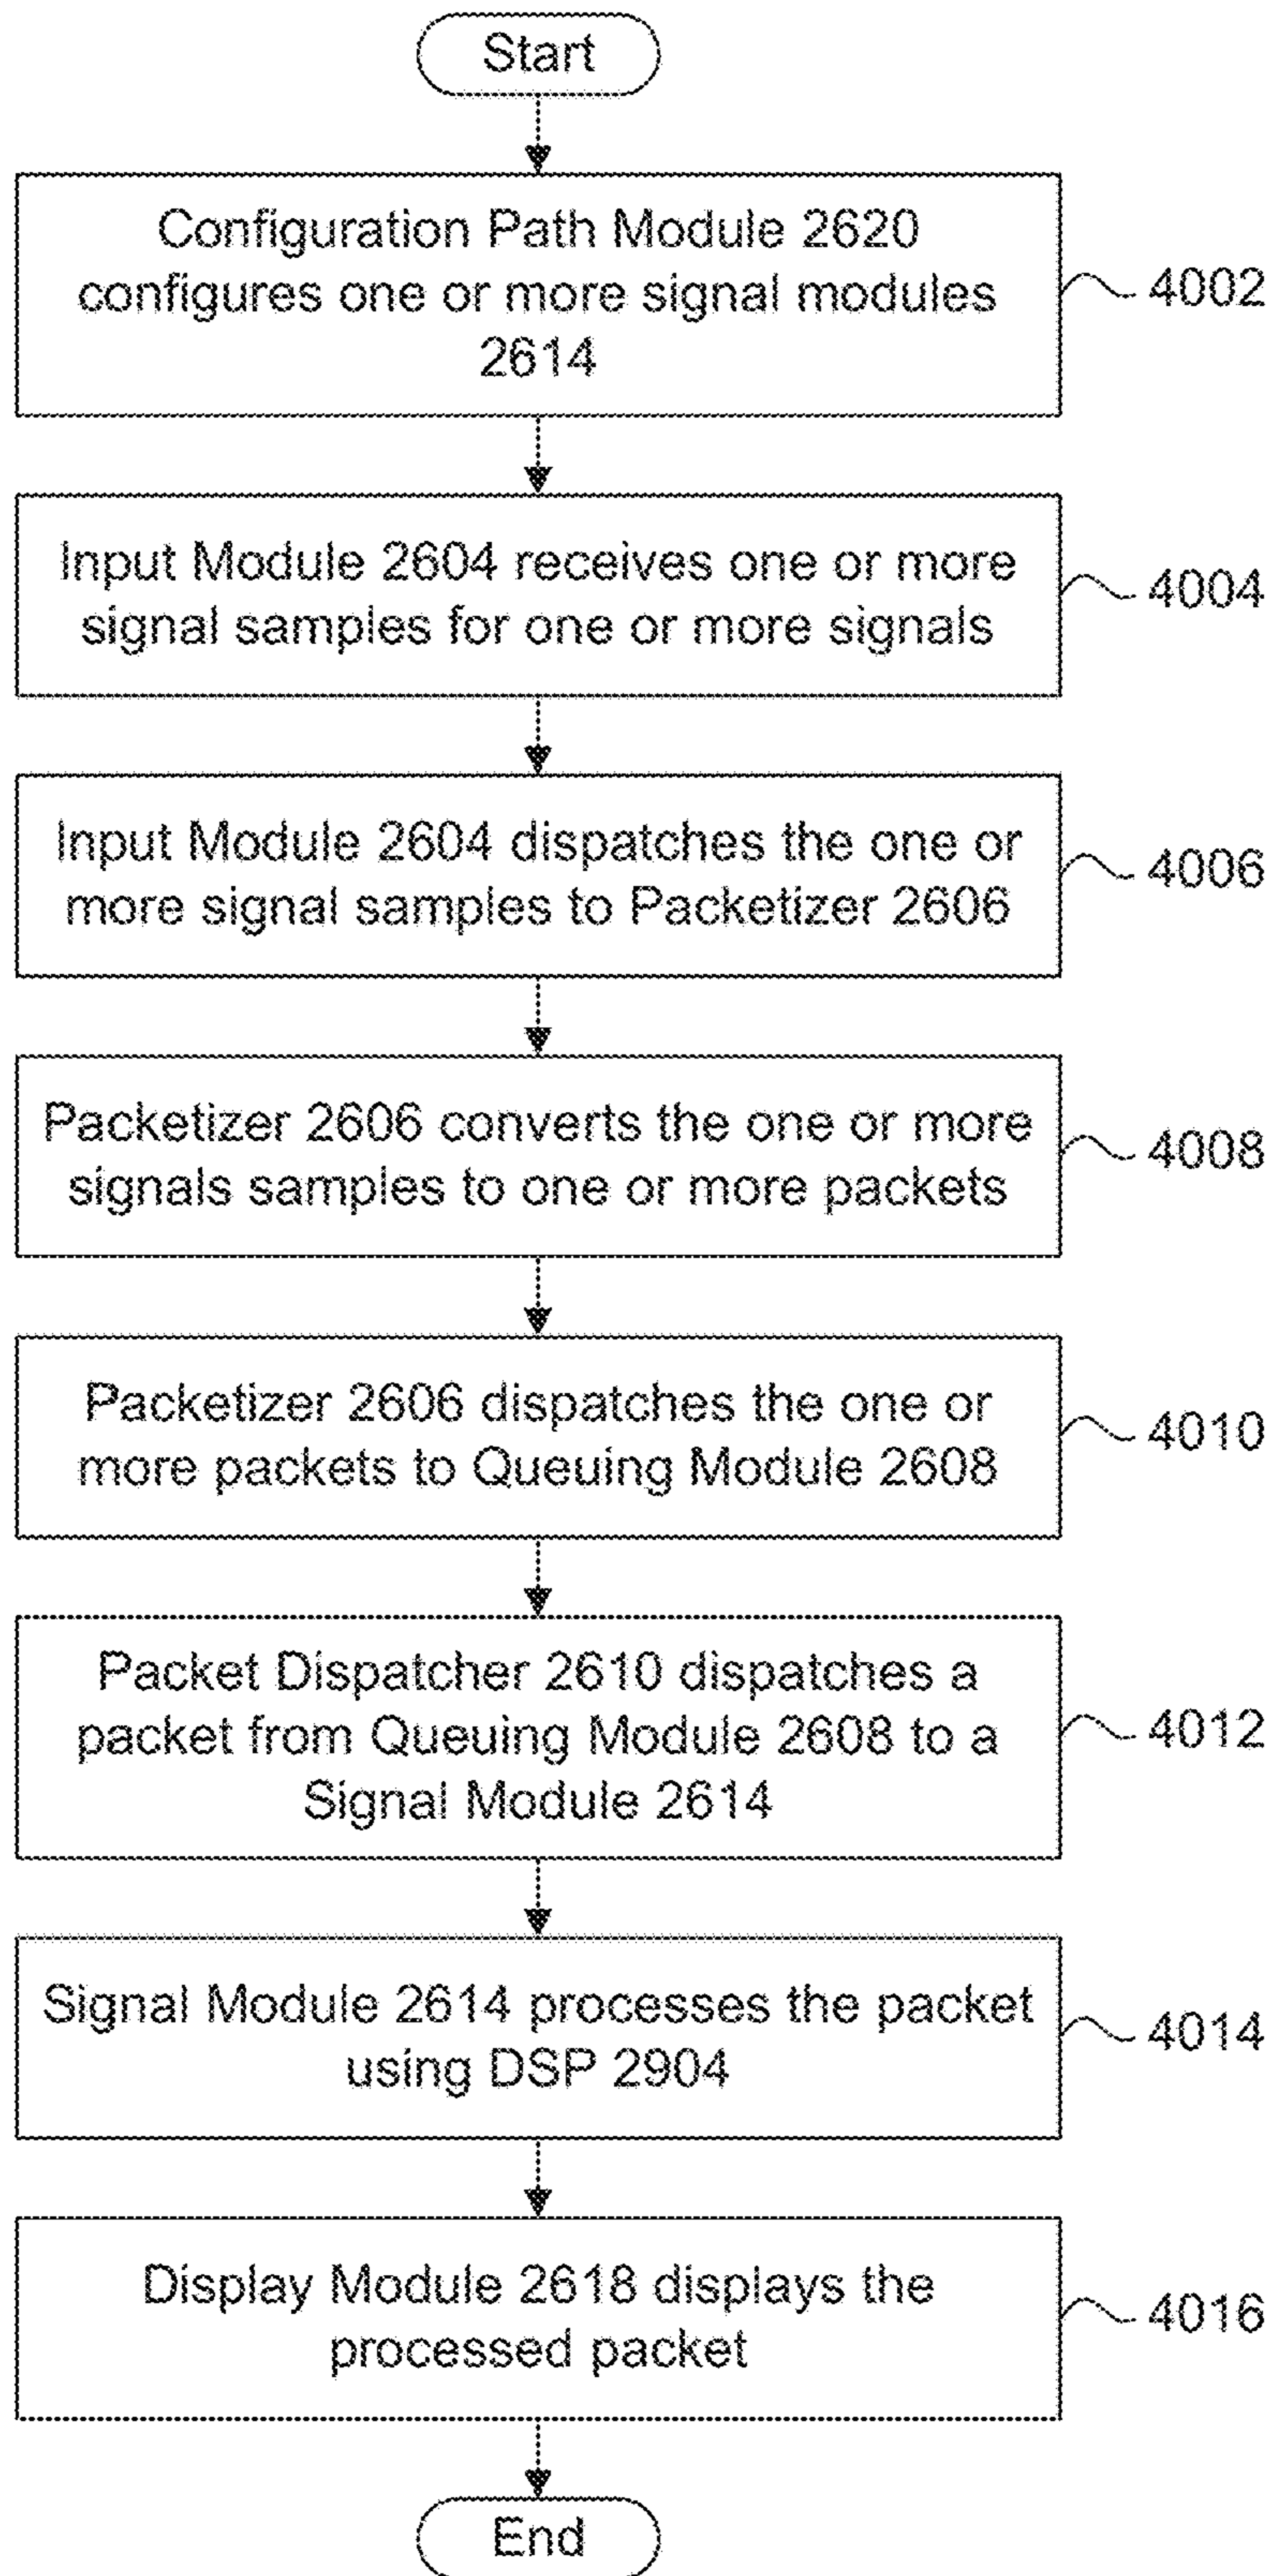 Start
Configuration Path Module 2620
configures one or more signal modules
2614
4002
Input Module 2604 receives one or more
signal samples for one or more signals
4004
Input Module 2604 dispatches the one or
more signal samples to Packetizer 2606
4006
Packetizer 2606 converts the one or more
signals samples to one or more packets
4008
Packetizer 2606 dispatches the one or
more packets to Queuing Module 2608
4010
Packet Dispatcher 2610 dispatches a
packet from Queuing Module 2608 to a
Signal Module 2614
4012
Signal Module 2614 processes the packet
using DSP 2904
4014
Display Module 2618 displays the
processed packet
4016
End